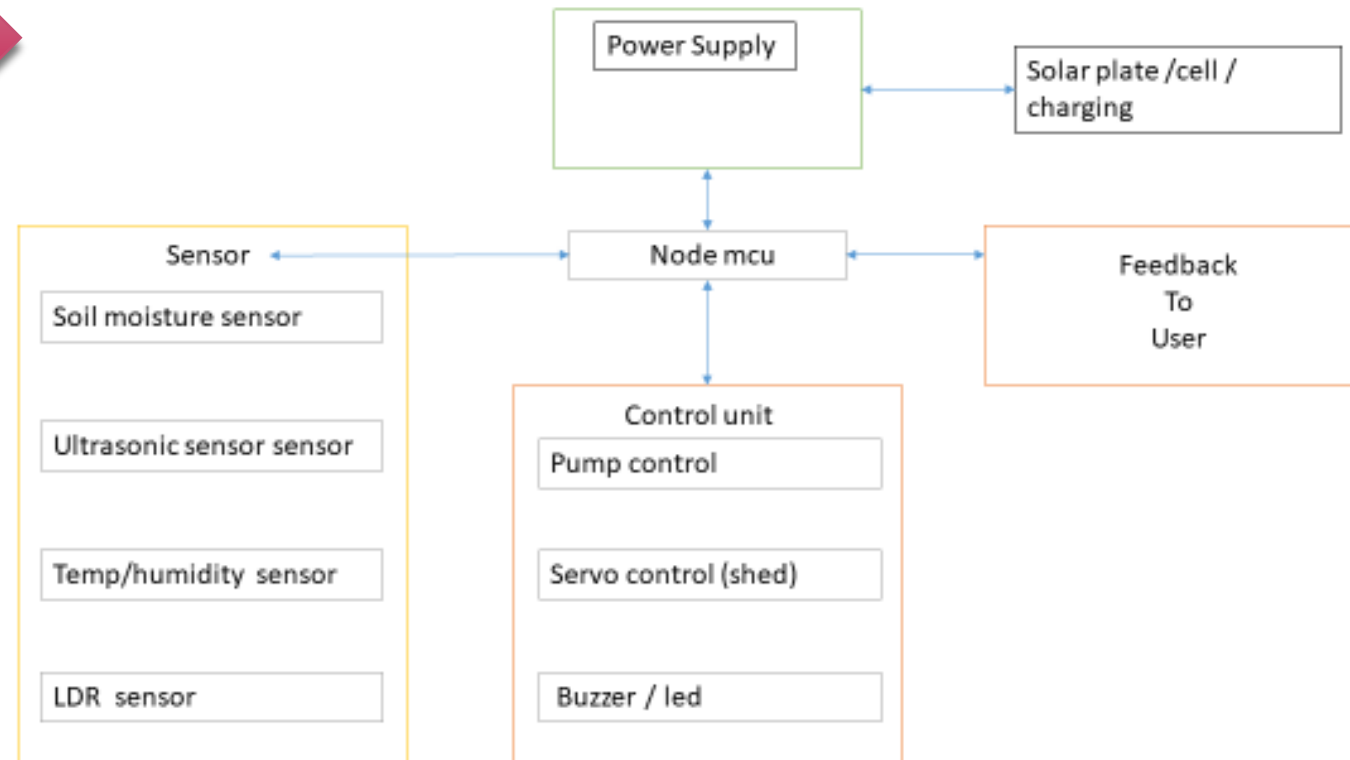 Power Supply
Solar plate /cell /
charging
Sensor
Node mcu
Feedback
To
User
Soil moisture sensor
Ultrasonic sensor sensor
Temp/humidity sensor
LDR sensor
Control unit
Pump control
Servo control (shed)
Buzzer / led